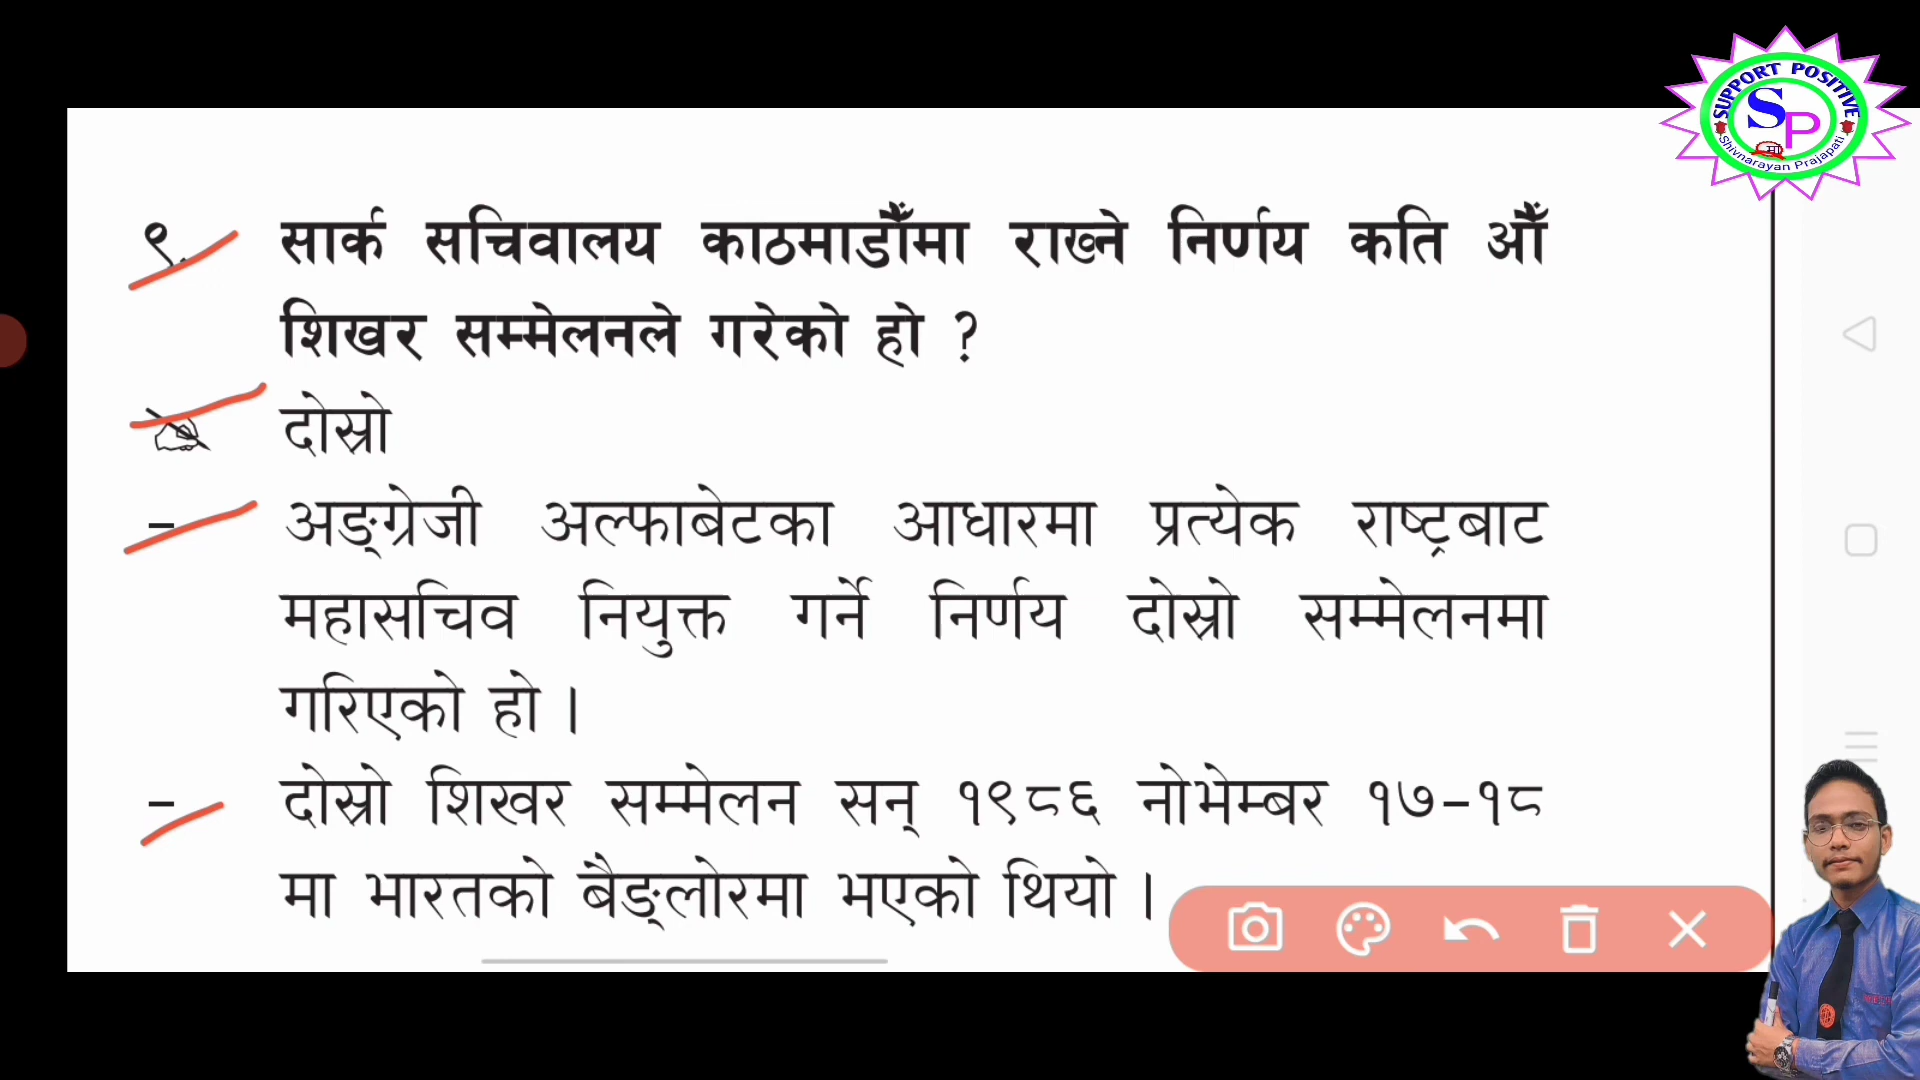 SUPPORT POSITIVE
SP
माँ
Shivnarayan Prajapati
९. सार्क सचिवालय काठमाडौँमा राख्ने निर्णय कति औँ
शिखर सम्मेलनले गरेको हो ?
दोस्रो
- अङ्ग्रेजी अल्फाबेटका आधारमा प्रत्येक राष्ट्रबाट
महासचिव नियुक्त गर्ने निर्णय दोस्रो सम्मेलनमा
गरिएको हो ।
- दोस्रो शिखर सम्मेलन सन् १९८६ नोभेम्बर १७-१८
मा भारतको बैङ्लोरमा भएको थियो ।